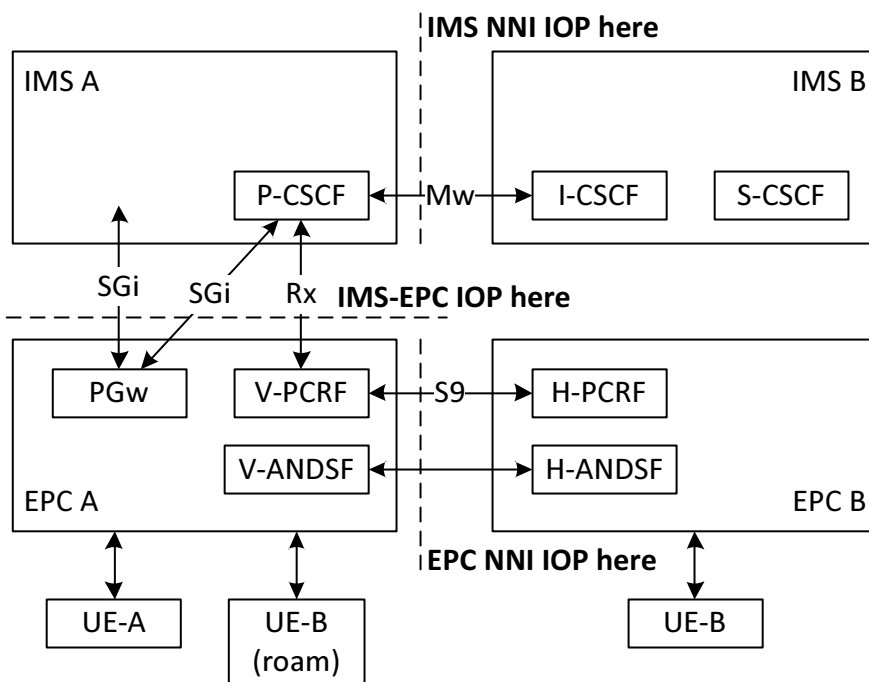 IMS NNI IOP here
IMS A
IMS B
P-CSCF
Mw
I-CSCF
S-CSCF
SGi
SGi
Rx
IMS-EPC IOP here
PGw
V-PCRF
S9
H-PCRF
V-ANDSF
H-ANDSF
EPC A
EPC B
EPC NNI IOP here
UE-A
UE-B
(roam)
UE-B